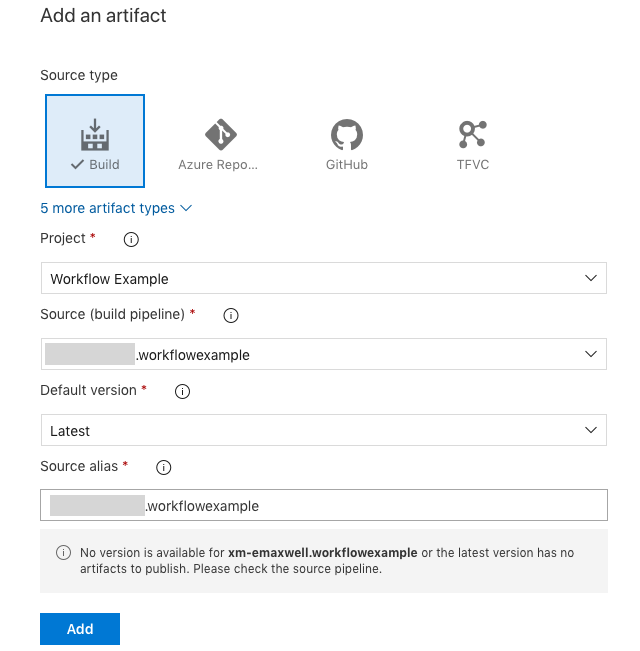 Add an artifact
Source type
Build
Azure Repo...
GitHub
TFVC
5 more artifact types
Project *
Workflow Example
Source (build pipeline) *
.workflowexample
Default version *
Latest
Source alias *
.workflowexample
No version is available for xm-emaxwell.workflowexample or the latest version has no
artifacts to publish. Please check the source pipeline.
Add